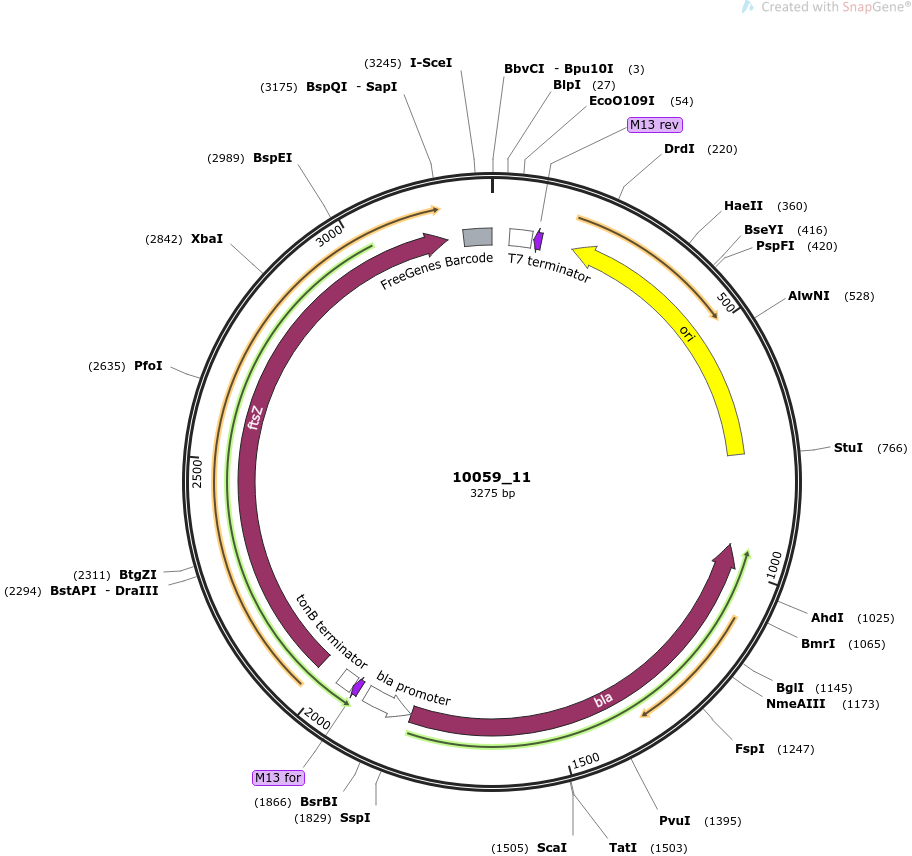 Created with SnapGene®
(3245) I-SceI
BbvCI - Bpu10I (3)
(3175) BspQI - SapI
BlpI (27)
EcoO109I (54)
M13 rev
DrdI (220)
(2989) BspEI
HaeII (360)
BseYI (416)
PspFI (420)
(2842) XbaI
3000
FreeGenes Barcode
T7 terminator
AlwNI (528)
500
ori
(2635) PfoI
ftsZ
StuI (766)
2500
10059_11
3275 bp
1000
(2311) BtgZI
(2294) BstAPI - DraIII
AhdI (1025)
BmrI (1065)
tonB terminator
bla promoter
bla
BglI (1145)
NmeAIII (1173)
2000
FspI (1247)
1500
M13 for
(1866) BsrBI
(1829) SspI
PvuI (1395)
(1505) ScaI
TatI (1503)